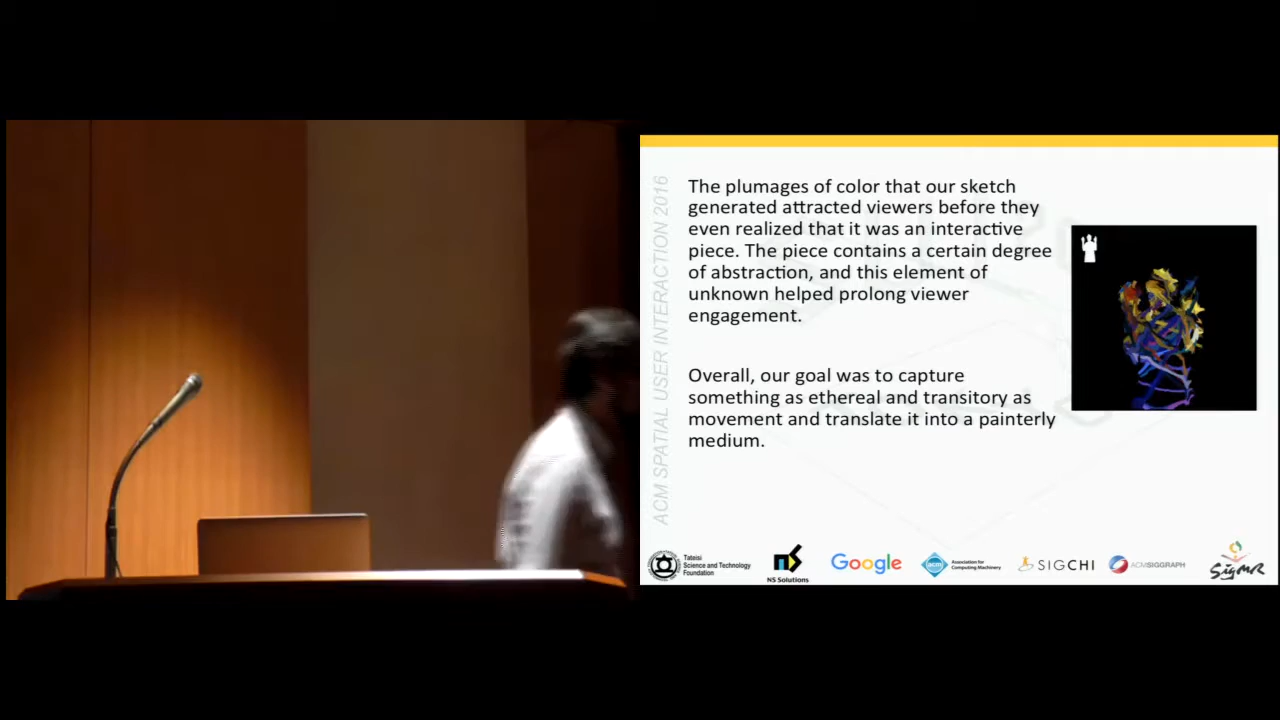 ACM SPATIAL USER INTERACTION 2016
The plumages of color that our sketch
generated attracted viewers before they
even realized that it was an interactive
piece. The piece contains a certain degree
of abstraction, and this element of
unknown helped prolong viewer
engagement.
Overall, our goal was to capture
something as ethereal and transitory as
movement and translate it into a painterly
medium.
Tateisi
Science and Technology
Foundation
NS Solutions
Google
acm
Association for
Computing Machinery
SIGCHI
ACMSIGGRAPH
SigMR